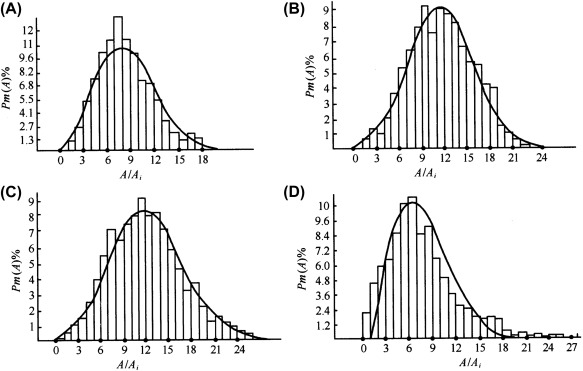 (A)
Pm(A)%
12
11
9.6
8.2
6.8
5.5
4.1
2.7
1.3
0 3 6 9 12 15 18
A/Ai
(B)
Pm(A)%
9
8
7
6
5
4
3
2
1
0 3 6 9 12 15 18 21 24
A/Ai
(C)
Pm(A)%
9
8
7
6
5
4
3
2
1
0 3 6 9 12 15 18 21 24
A/Ai
(D)
Pm(A)%
10
9.6
8.4
7.2
6.0
4.8
3.6
2.4
1.2
0 3 6 9 12 15 18 21 24 27
A/Ai